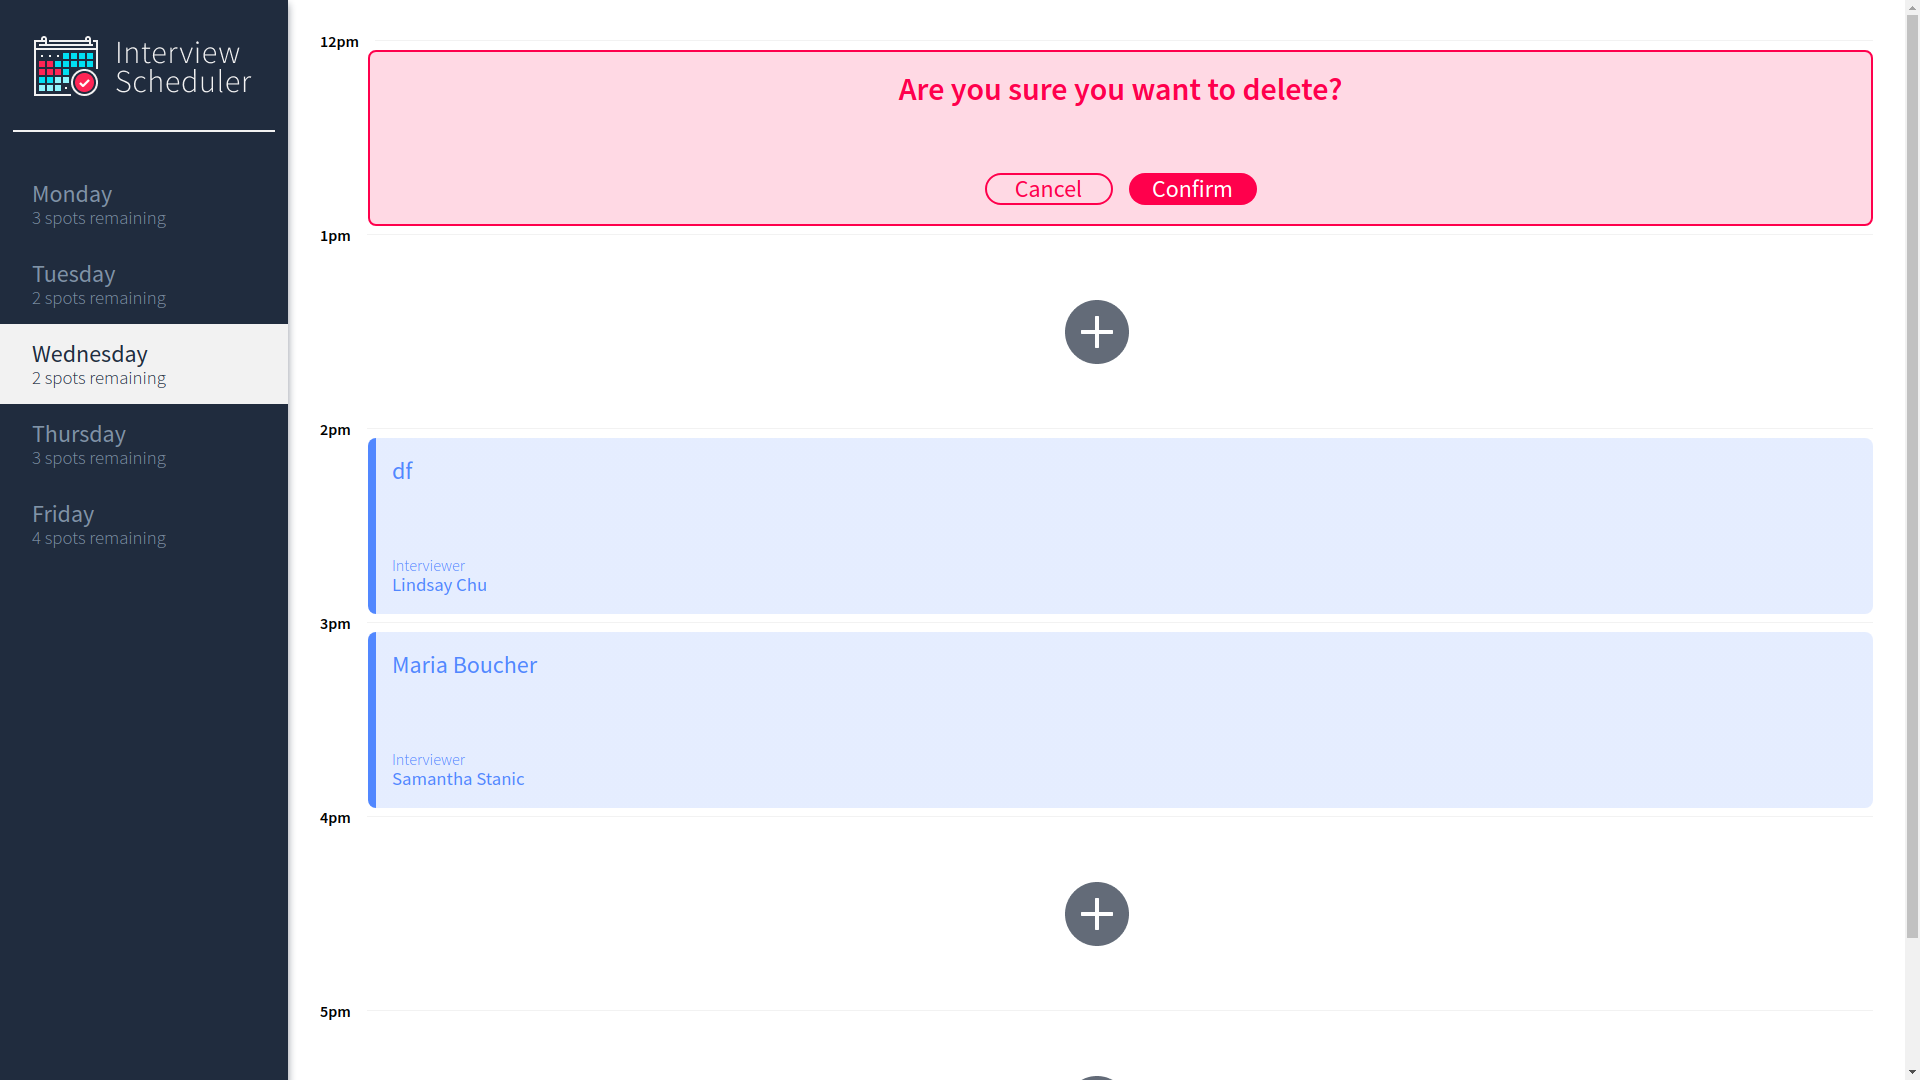 Interview
Scheduler
Monday
3 spots remaining
Tuesday
2 spots remaining
Wednesday
2 spots remaining
Thursday
3 spots remaining
Friday
4 spots remaining
12pm
Are you sure you want to delete?
Cancel Confirm
1pm
2pm
df
Interviewer
Lindsay Chu
3pm
Maria Boucher
Interviewer
Samantha Stanic
4pm
5pm